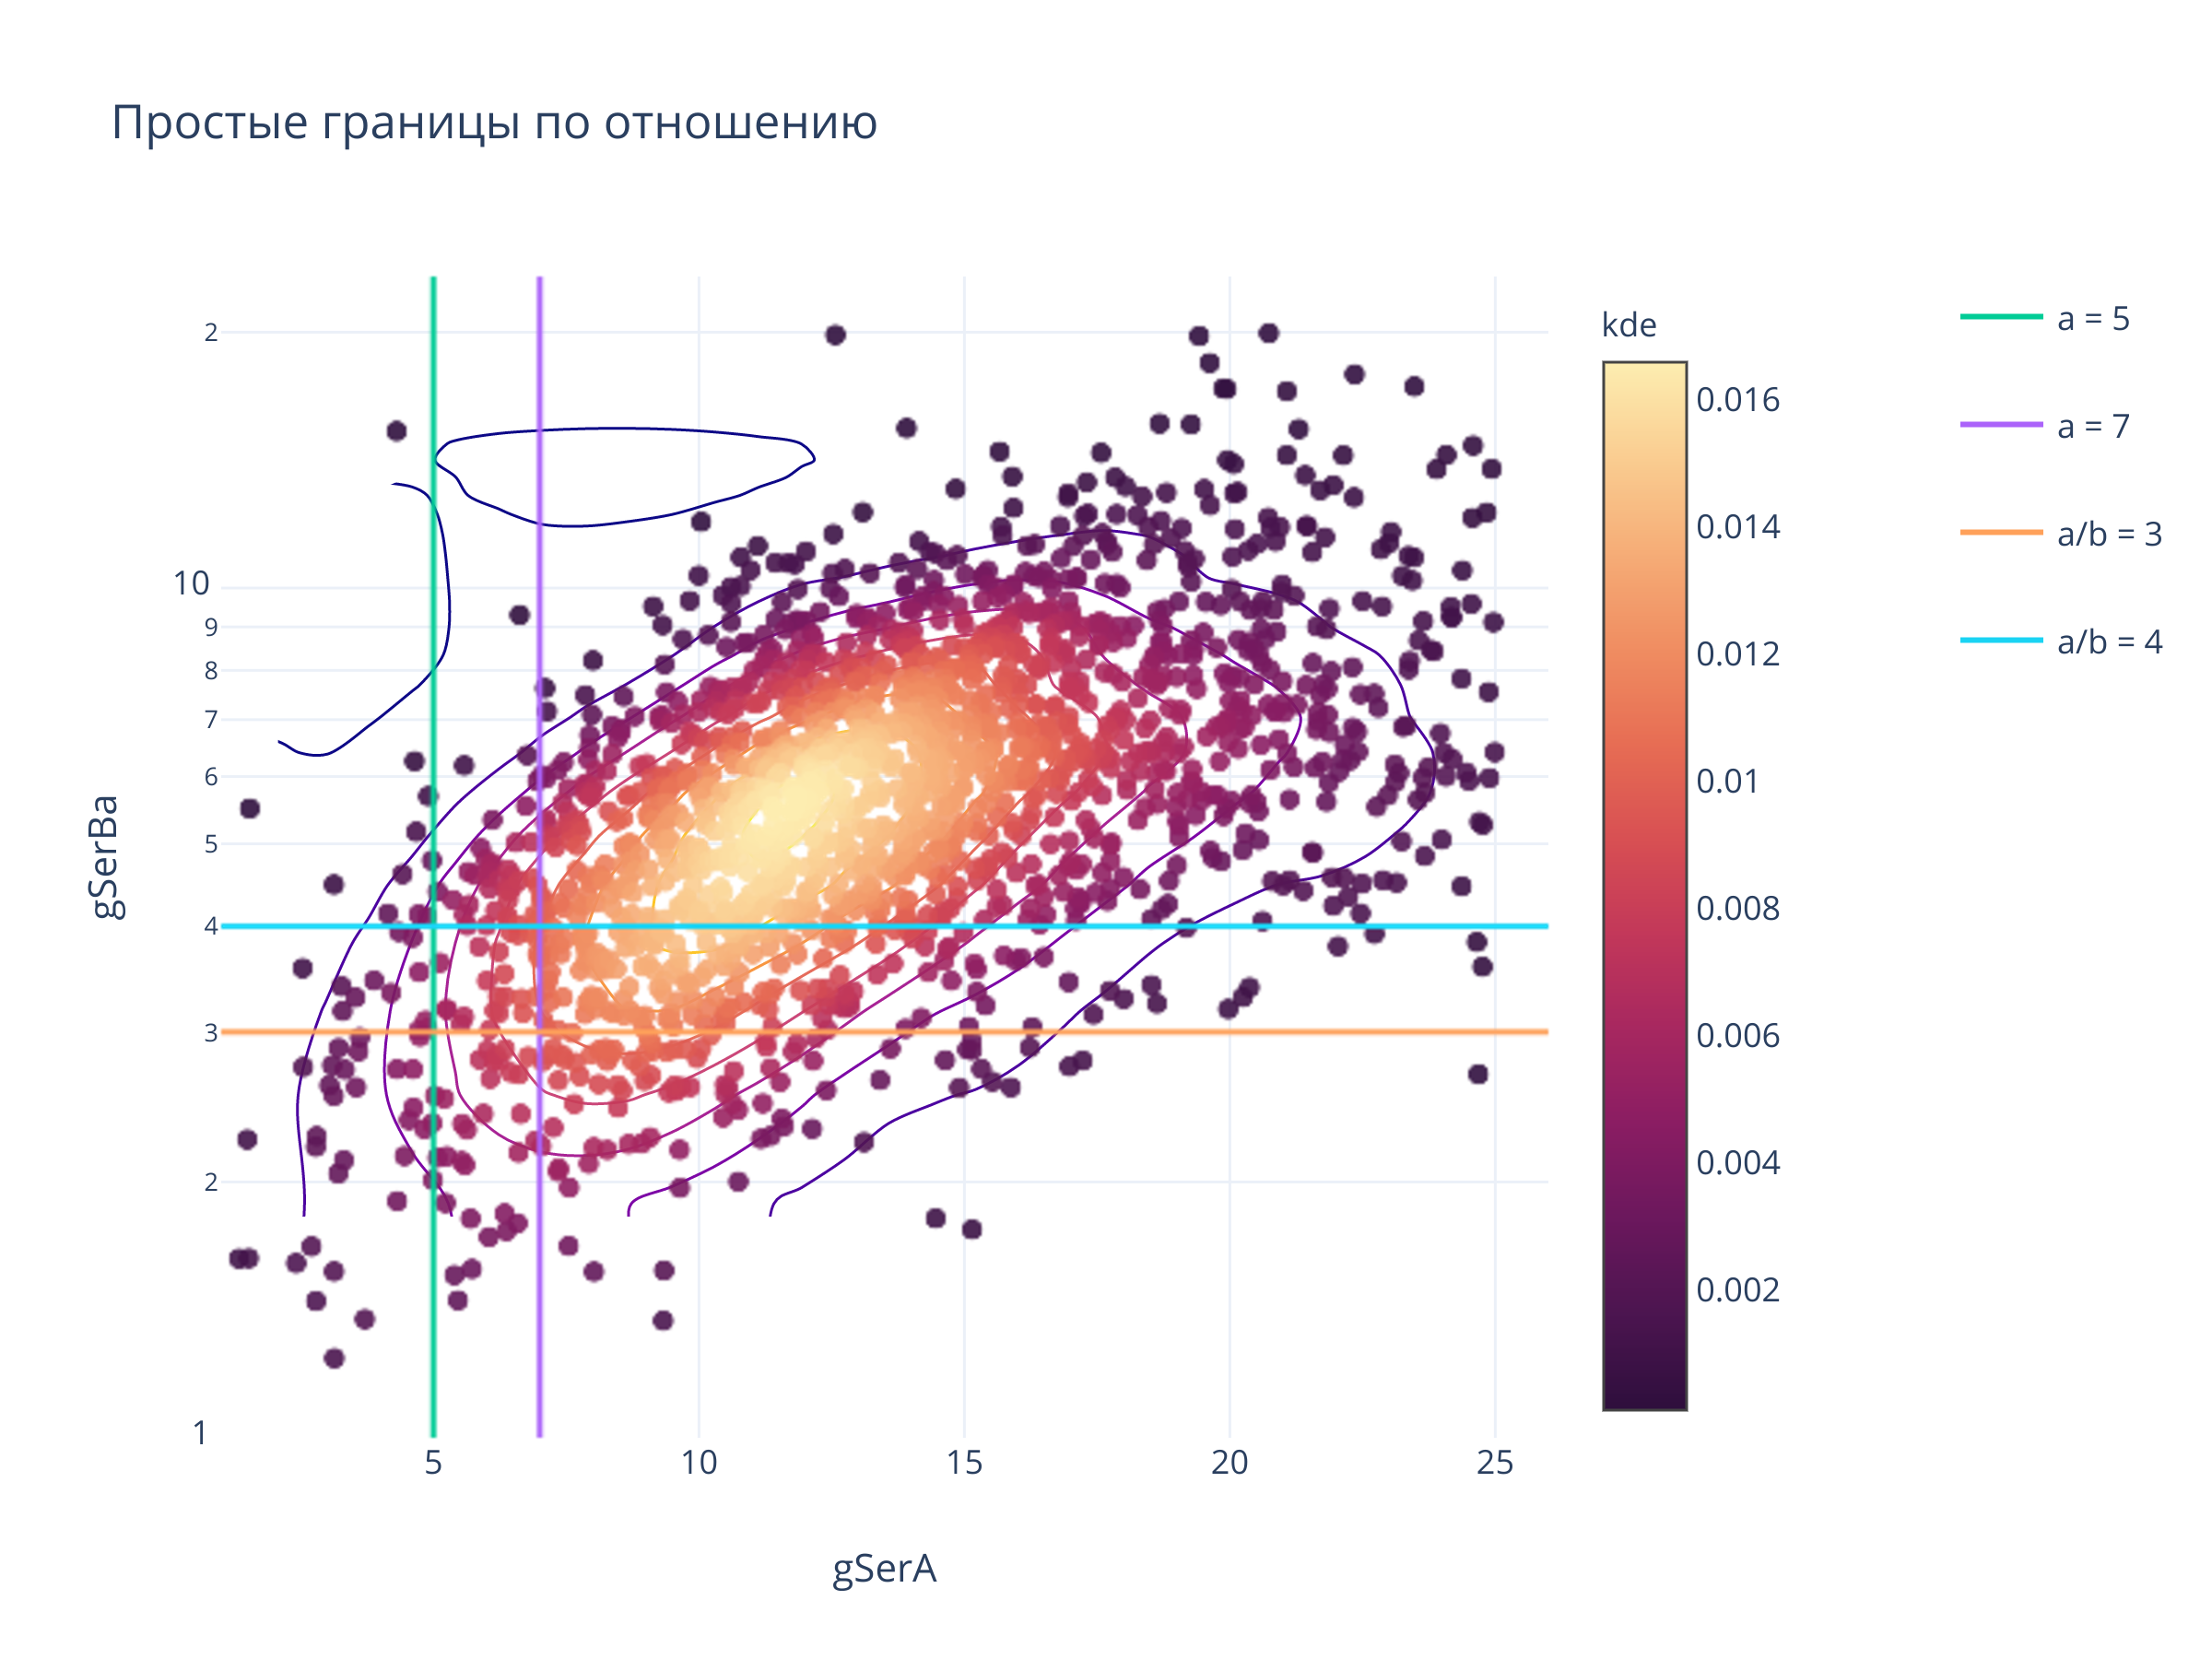 Простые границы по отношению
2
10
9
8
7
6
5
4
3
2
1
gSerBa
5 10 15 20 25
gSerA
kde
0.016
0.014
0.012
0.01
0.008
0.006
0.004
0.002
a = 5
a = 7
a/b = 3
a/b = 4